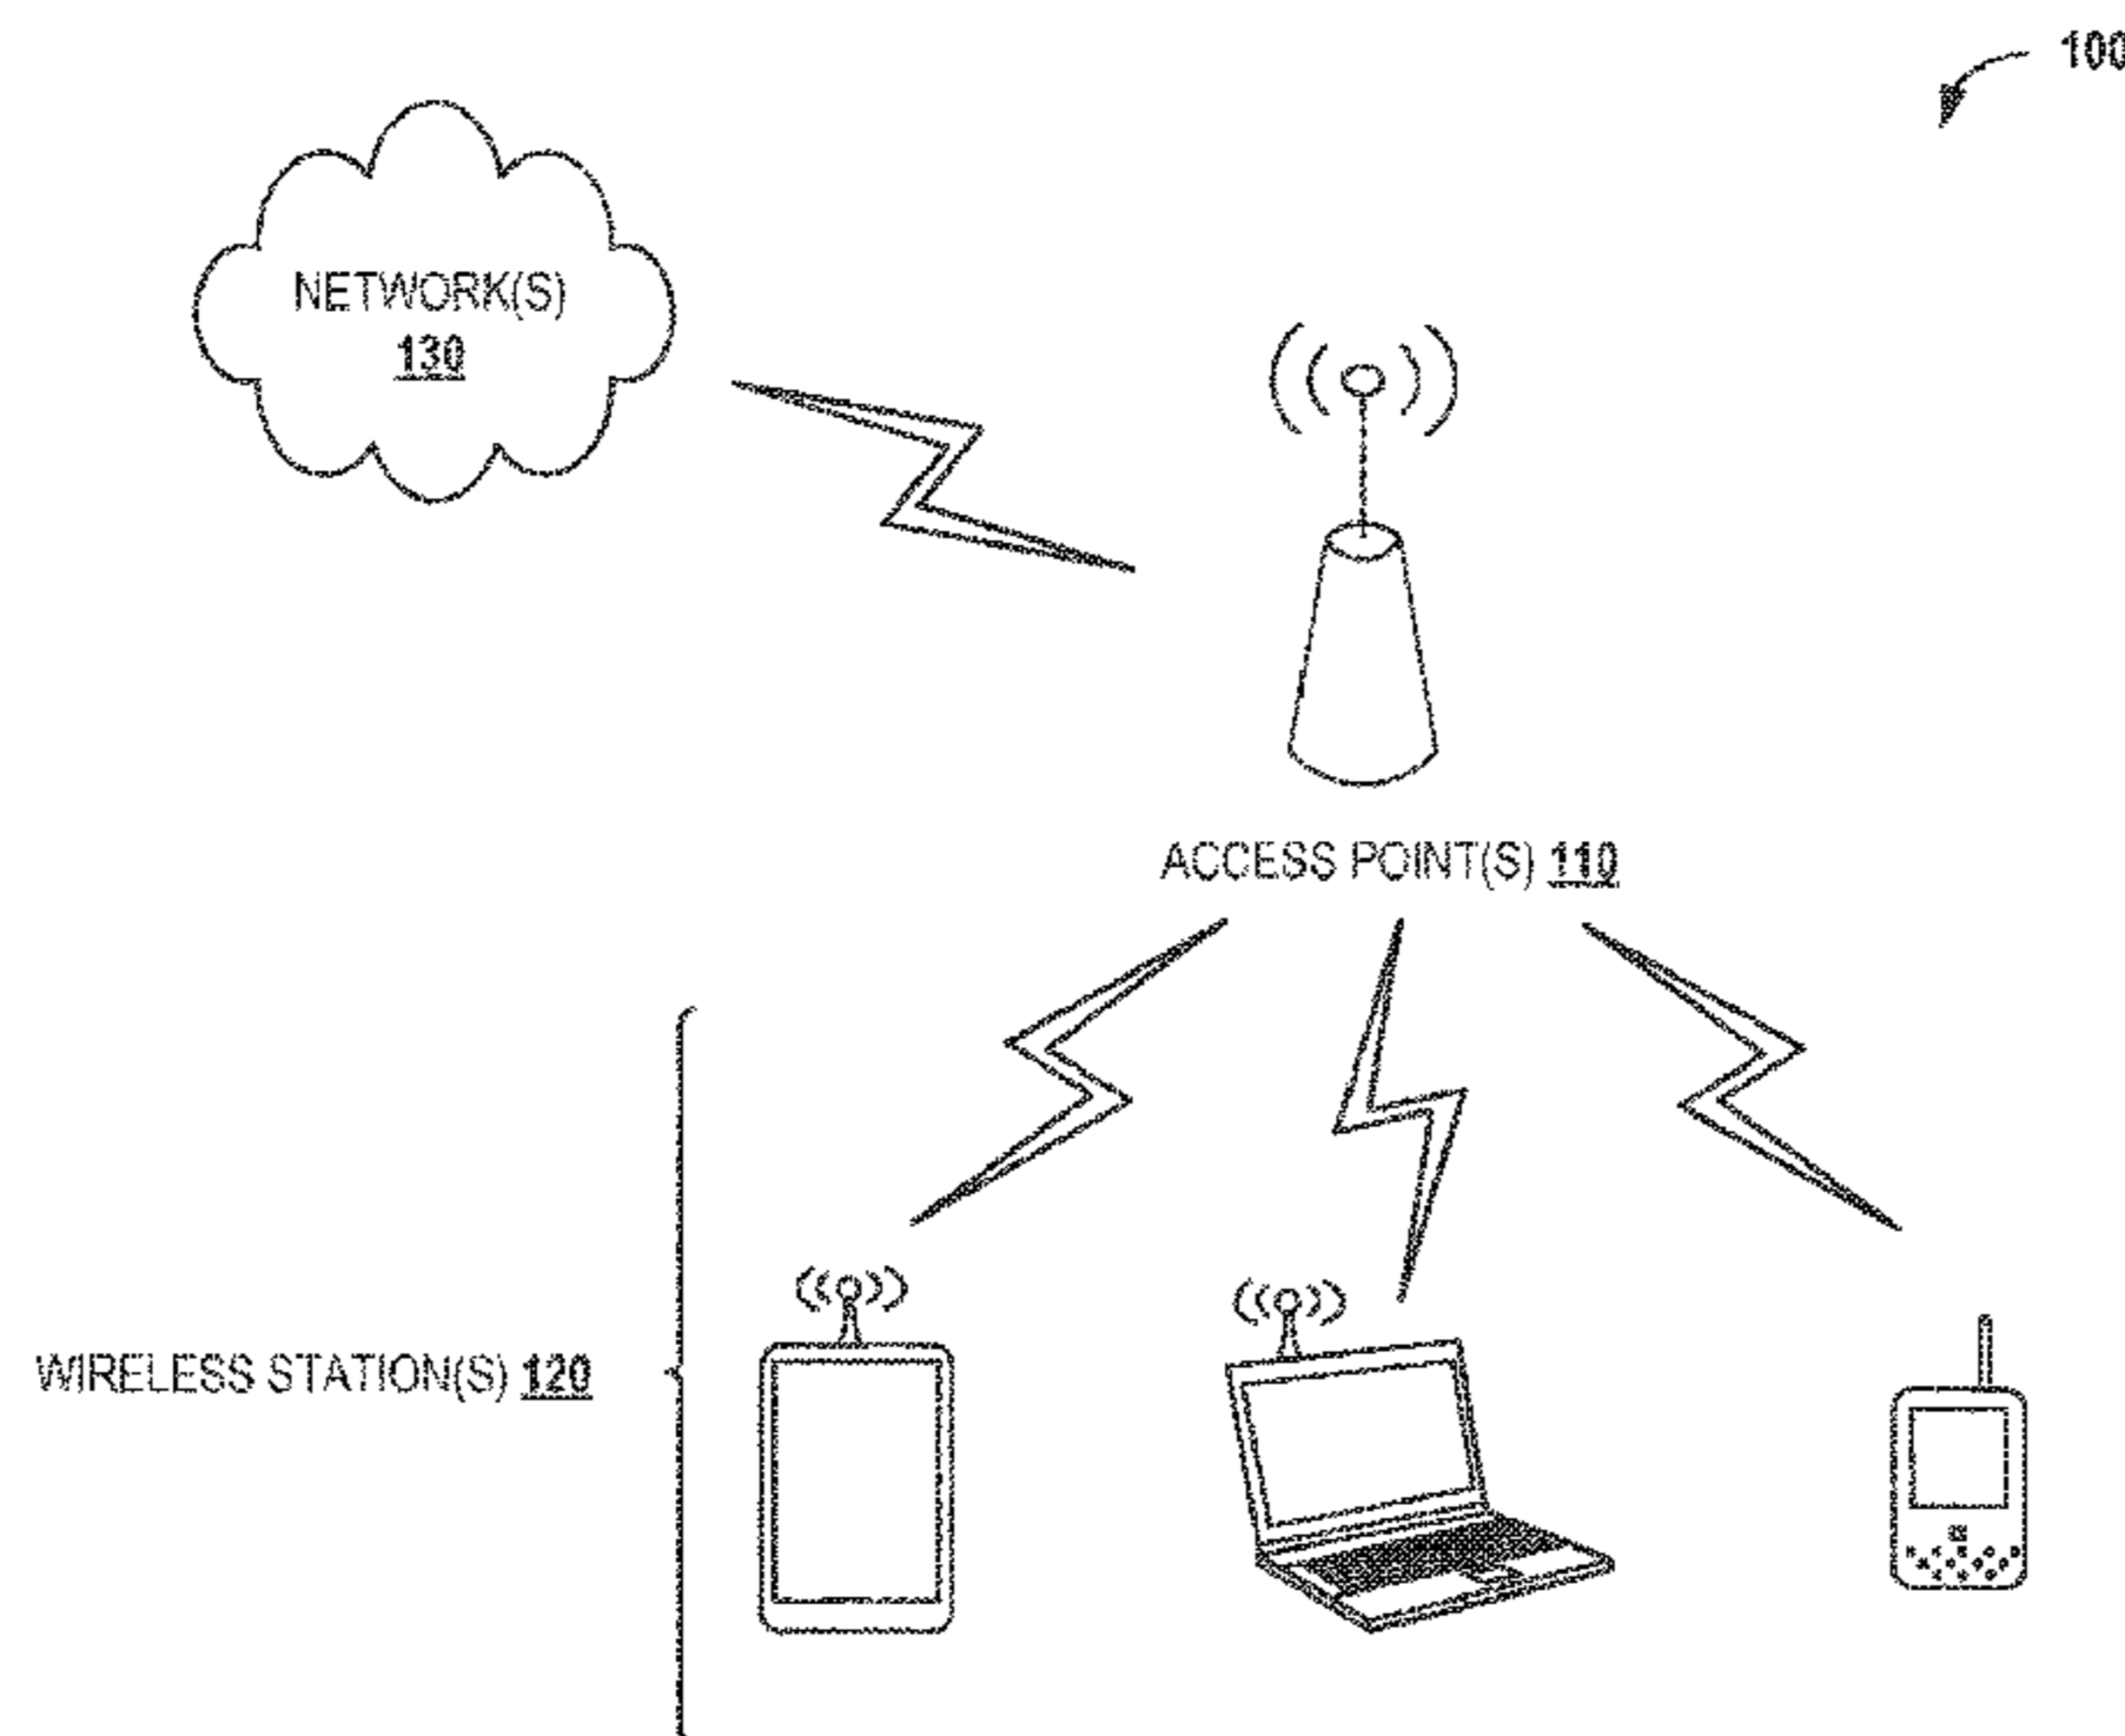 100
NETWORK(S)
130
ACCESS POINT(S) 110
WIRELESS STATION(S) 120